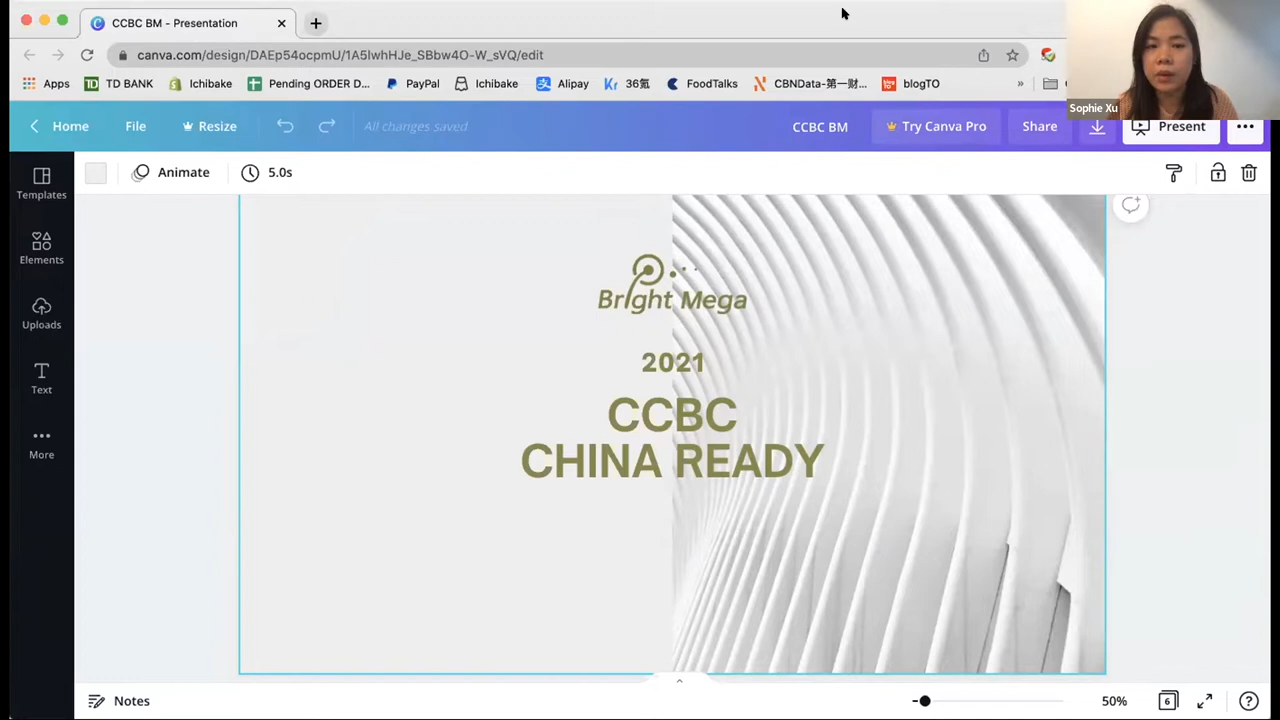 CCBC BM - Presentation
canva.com/design/DAEp54ocpmU/1A5lwhHJe_SBbw4O-W_sVQ/edit
Apps TD BANK Ichibake Pending ORDER D... PayPal Ichibake Alipay Kr 36氪 FoodTalks CBNData-第一财... blogTO »
Sophie Xu
Home File Resize All changes saved CCBC BM Try Canva Pro Share Present
Animate 5.0s
Templates
Elements
Uploads
Text
More
Bright Mega
2021
CCBC
CHINA READY
Notes 50% 6 ?